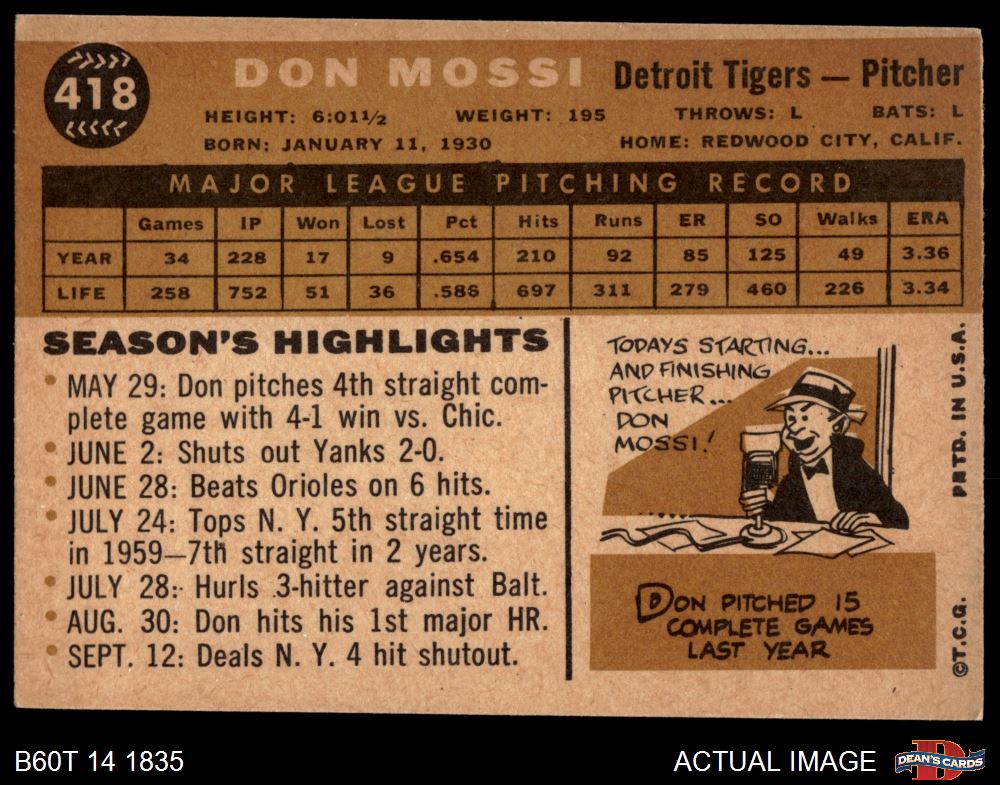 418
DON MOSSI Detroit Tigers — Pitcher
HEIGHT: 6:01½ WEIGHT: 195 THROWS: L BATS: L
BORN: JANUARY 11, 1930 HOME: REDWOOD CITY, CALIF.
MAJOR LEAGUE PITCHING RECORD
Games IP Won Lost Pct Hits Runs ER SO Walks ERA
YEAR 34 228 17 9 .654 210 92 85 125 49 3.36
LIFE 258 752 51 36 .586 697 311 279 460 226 3.34
SEASON'S HIGHLIGHTS
• MAY 29: Don pitches 4th straight com-
plete game with 4-1 win vs. Chic.
• JUNE 2: Shuts out Yanks 2-0.
• JUNE 28: Beats Orioles on 6 hits.
• JULY 24: Tops N. Y. 5th straight time
in 1959—7th straight in 2 years.
• JULY 28: Hurls 3-hitter against Balt.
• AUG. 30: Don hits his 1st major HR.
• SEPT. 12: Deals N. Y. 4 hit shutout.
TODAYS STARTING...
AND FINISHING
PITCHER...
DON
MOSSI!
DON PITCHED 15
COMPLETE GAMES
LAST YEAR
©T.C.G. PRTD. IN U.S.A.
B60T 14 1835
ACTUAL IMAGE
D
DEAN'S CARDS